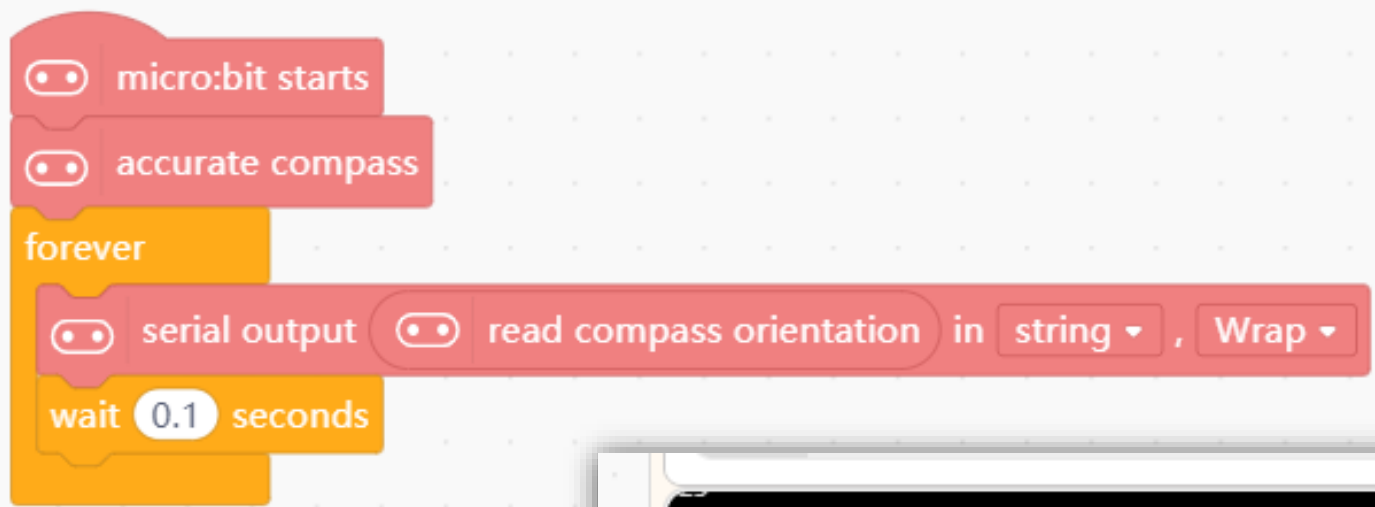 micro:bit starts
accurate compass
forever
serial output read compass orientation in string , Wrap
wait 0.1 seconds